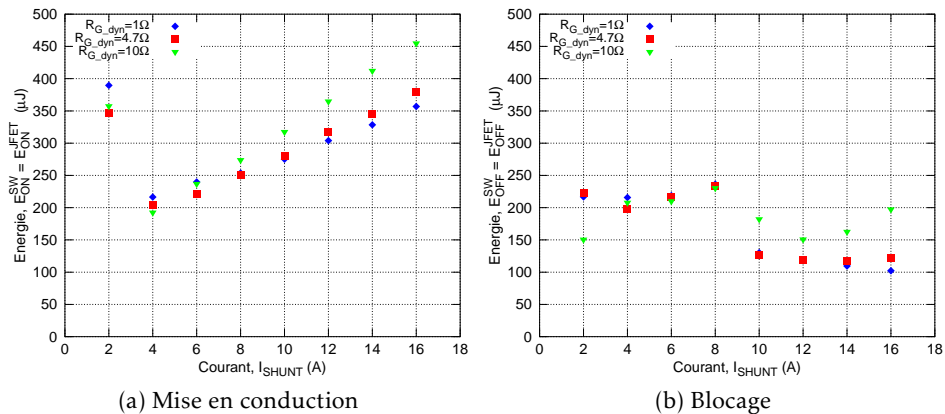 500
450
400
350
300
250
200
150
100
50
0
0 2 4 6 8 10 12 14 16 18
Energie, E_ON^SW = E_ON^JFET (µJ)
Courant, I_SHUNT (A)
R_G_dyn=1Ω
R_G_dyn=4.7Ω
R_G_dyn=10Ω
(a) Mise en conduction
500
450
400
350
300
250
200
150
100
50
0
0 2 4 6 8 10 12 14 16 18
Energie, E_OFF^SW = E_OFF^JFET (µJ)
Courant, I_SHUNT (A)
R_G_dyn=1Ω
R_G_dyn=4.7Ω
R_G_dyn=10Ω
(b) Blocage